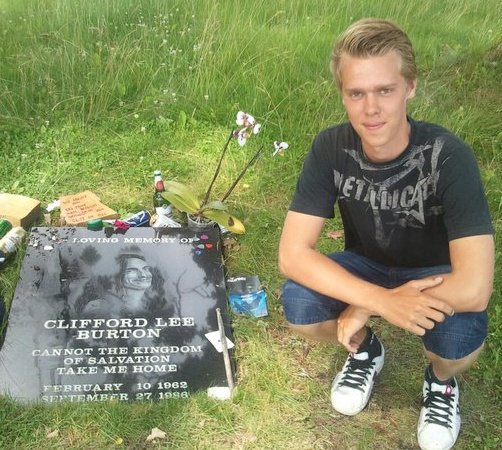 IN LOVING MEMORY OF
CLIFFORD LEE
BURTON
CANNOT THE KINGDOM
OF SALVATION
TAKE ME HOME
FEBRUARY 10 1962
SEPTEMBER 27 1986
METALLICA